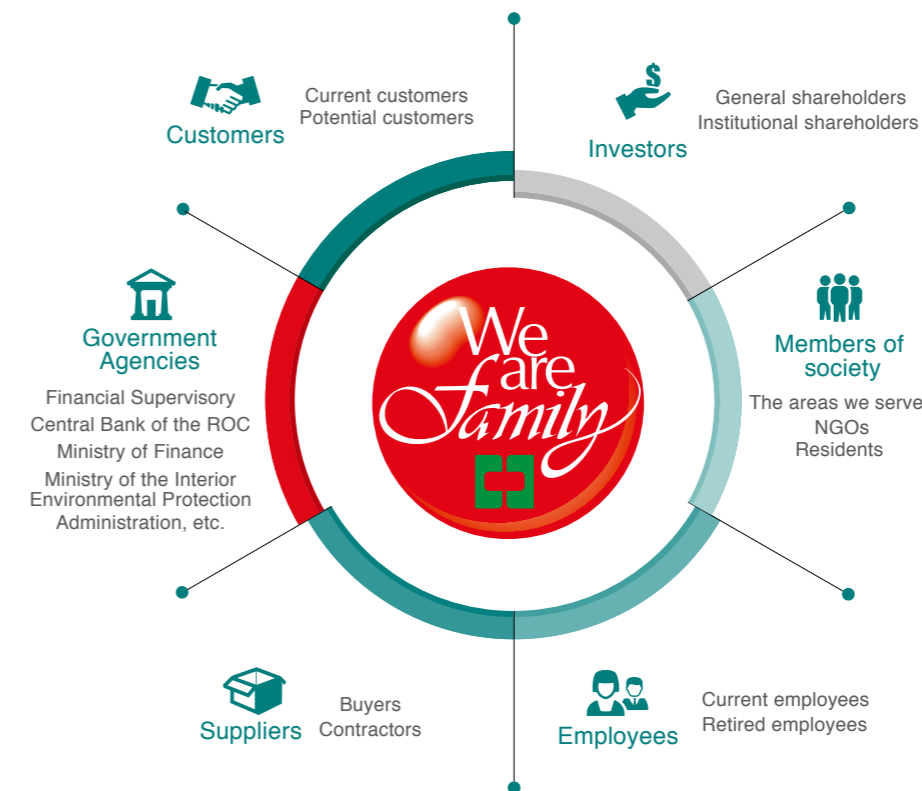 Customers
Current customers
Potential customers
$
Investors
General shareholders
Institutional shareholders
Government
Agencies
Financial Supervisory
Central Bank of the ROC
Ministry of Finance
Ministry of the Interior
Environmental Protection
Administration, etc.
We
are
Family
Members of
society
The areas we serve
NGOs
Residents
Suppliers
Buyers
Contractors
Employees
Current employees
Retired employees